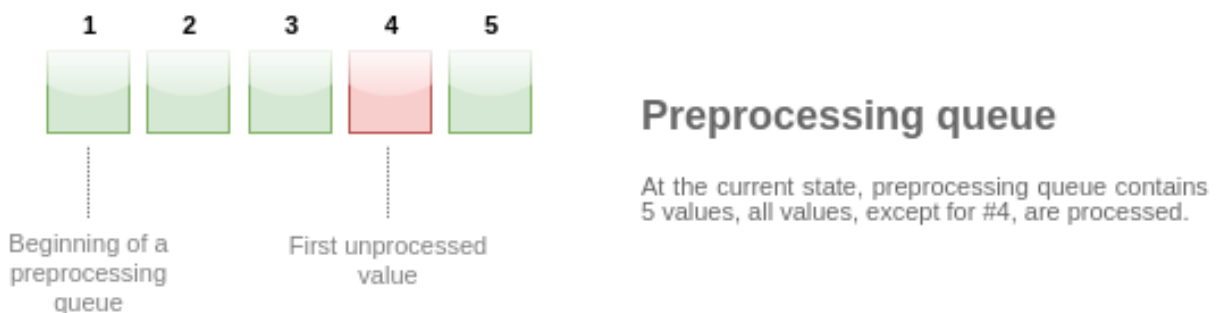 1 2 3 4 5
Beginning of a
preprocessing
queue
First unprocessed
value
Preprocessing queue
At the current state, preprocessing queue contains
5 values, all values, except for #4, are processed.